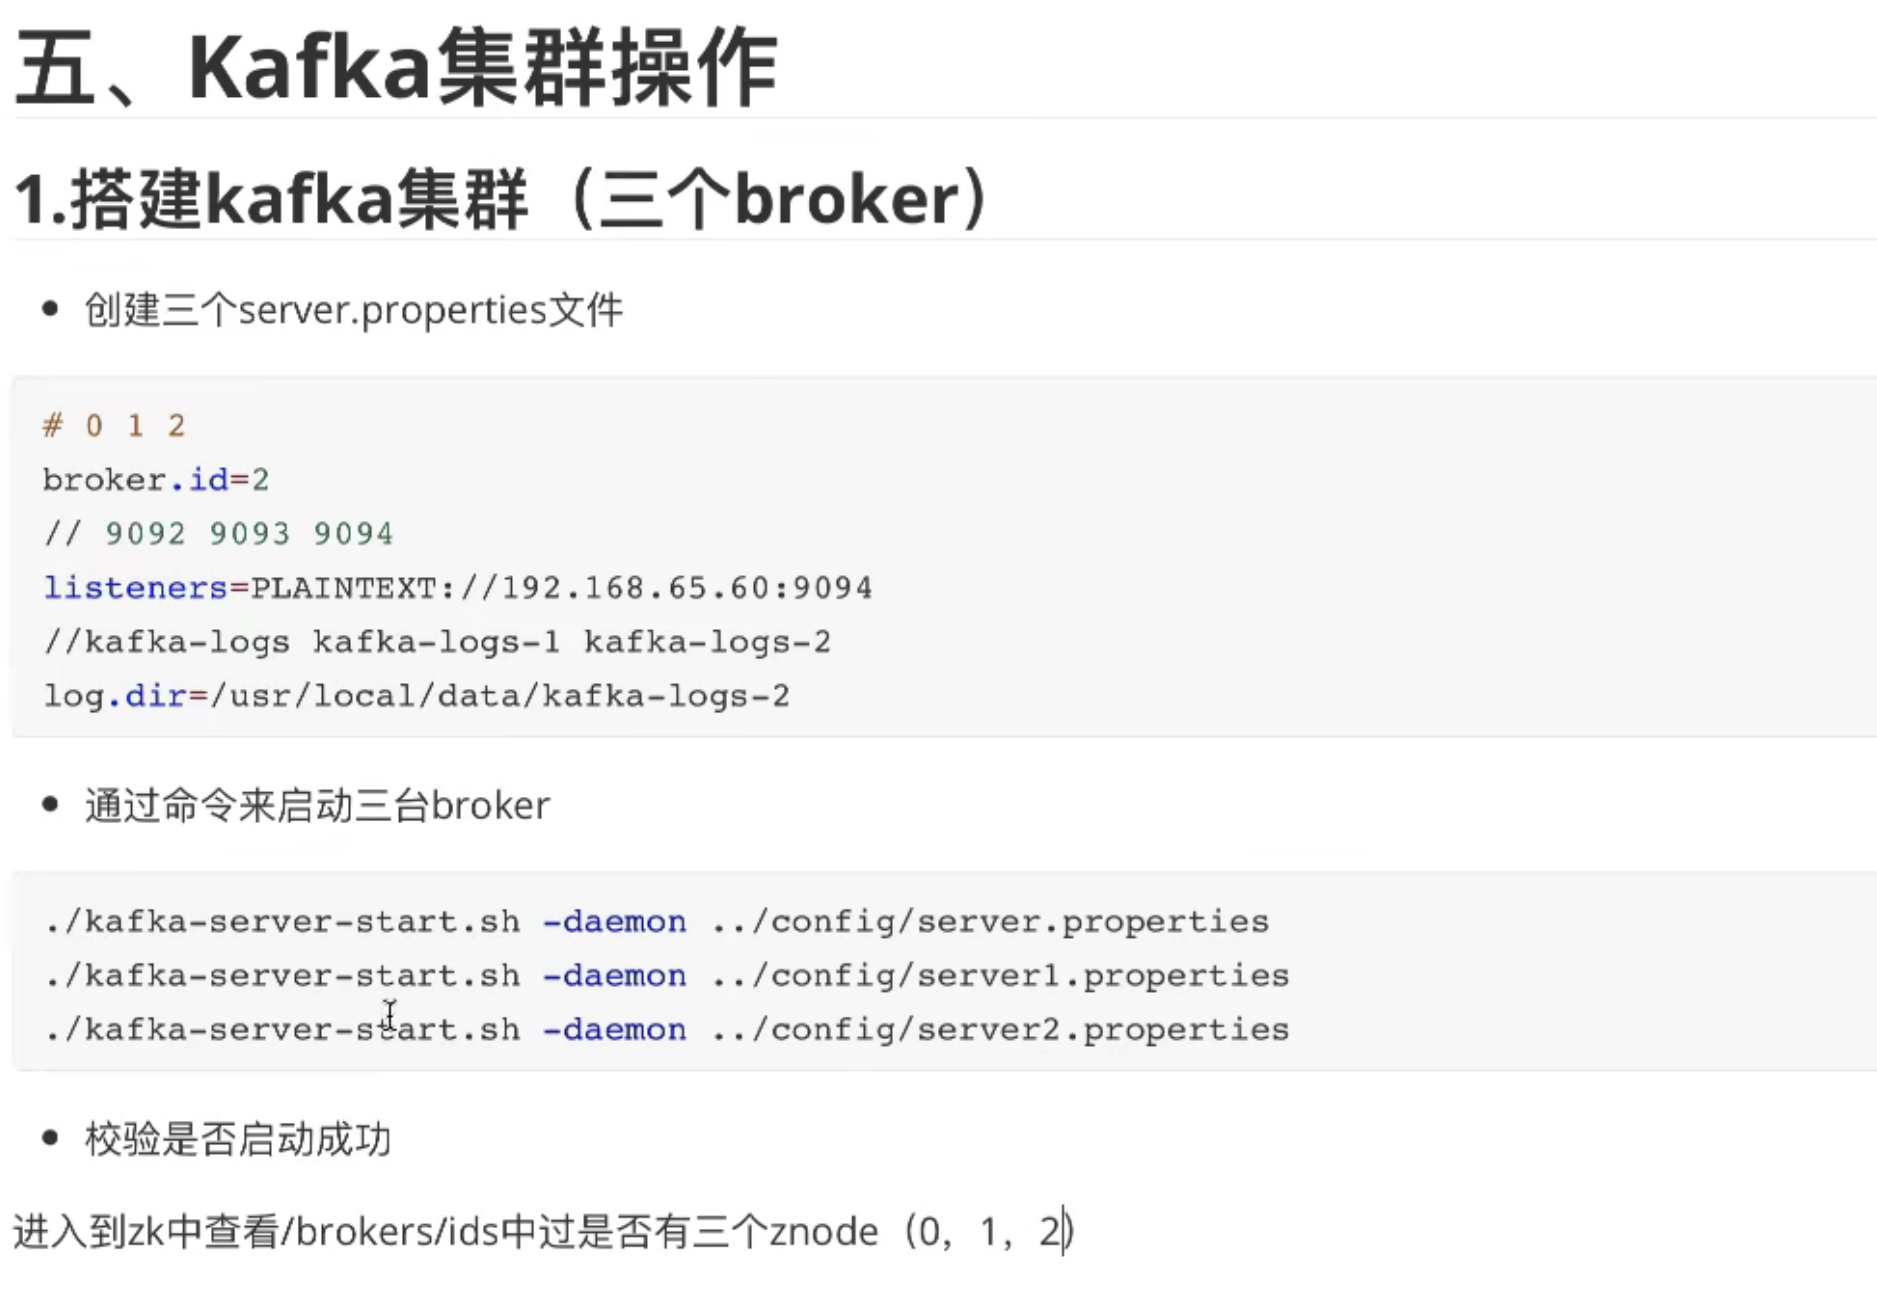 五、Kafka集群操作
1.搭建kafka集群（三个broker）
创建三个server.properties文件
# 0 1 2
broker.id=2
// 9092 9093 9094
listeners=PLAINTEXT://192.168.65.60:9094
//kafka-logs kafka-logs-1 kafka-logs-2
log.dir=/usr/local/data/kafka-logs-2
通过命令来启动三台broker
./kafka-server-start.sh -daemon ../config/server.properties
./kafka-server-start.sh -daemon ../config/server1.properties
./kafka-server-start.sh -daemon ../config/server2.properties
校验是否启动成功
进入到zk中查看/brokers/ids中过是否有三个znode（0，1，2）